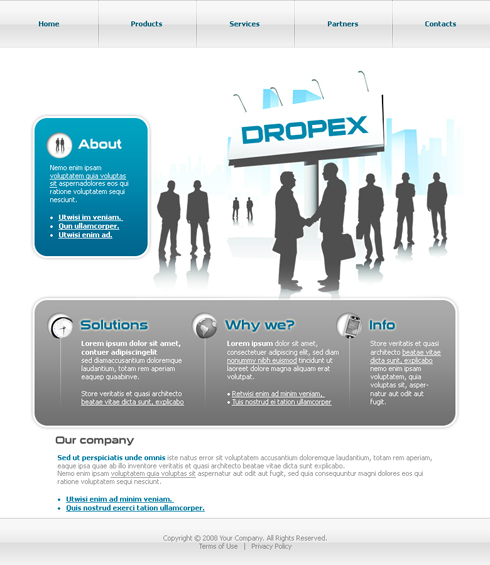 Home
Products
Services
Partners
Contacts
DROPEX
About
Nemo enim ipsam
voluptatem quia voluptas
sit aspernadolores eos qui
ratione voluptatem sequi
nesciunt.
Utwisi im veniam.
Qun ullamcorper.
Utwisi enim ad.
Solutions
Lorem ipsum dolor sit amet,
contuer adipiscingelit
sed diamaccusantium doloremque
laudantium, totam rem aperiam
eaquep quaabinve.
Store veritatis et quasi architecto
beatae vitae dicta sunt, explicabo
Why we?
Lorem ipsum dolor sit amet,
consectetuer adipiscing elit, sed diam
nonummy nibh euismod tincidunt ut
laoreet dolore magna aliquam erat
volutpat.
Retwisi enim ad minim veniam,
Tuis nostrud ei tation ullamcorper
Info
Store veritatis et quasi
architecto beatae vitae
dicta sunt, explicabo
nemo enim ipsam
voluptatem, quia
voluptas sit, asper-
natur aut odit aut
fugit.
Our company
Sed ut perspiciatis unde omnis iste natus error sit voluptatem accusantium doloremque laudantium, totam rem aperiam,
eaque ipsa quae ab illo inventore veritatis et quasi architecto beatae vitae dicta sunt explicabo.
Nemo enim ipsam voluptatem quia voluptas sit aspernatur aut odit aut fugit, sed quia consequuntur magni dolores eos qui
ratione voluptatem sequi nesciunt.
Utwisi enim ad minim veniam.
Quis nostrud exerci tation ullamcorper.
Copyright © 2008 Your Company. All Rights Reserved.
Terms of Use | Privacy Policy